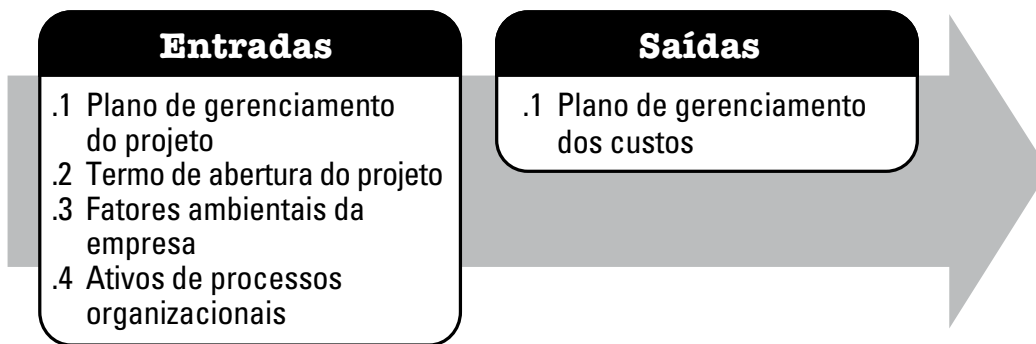 Entradas
.1 Plano de gerenciamento
do projeto
.2 Termo de abertura do projeto
.3 Fatores ambientais da
empresa
.4 Ativos de processos
organizacionais
Saídas
.1 Plano de gerenciamento
dos custos